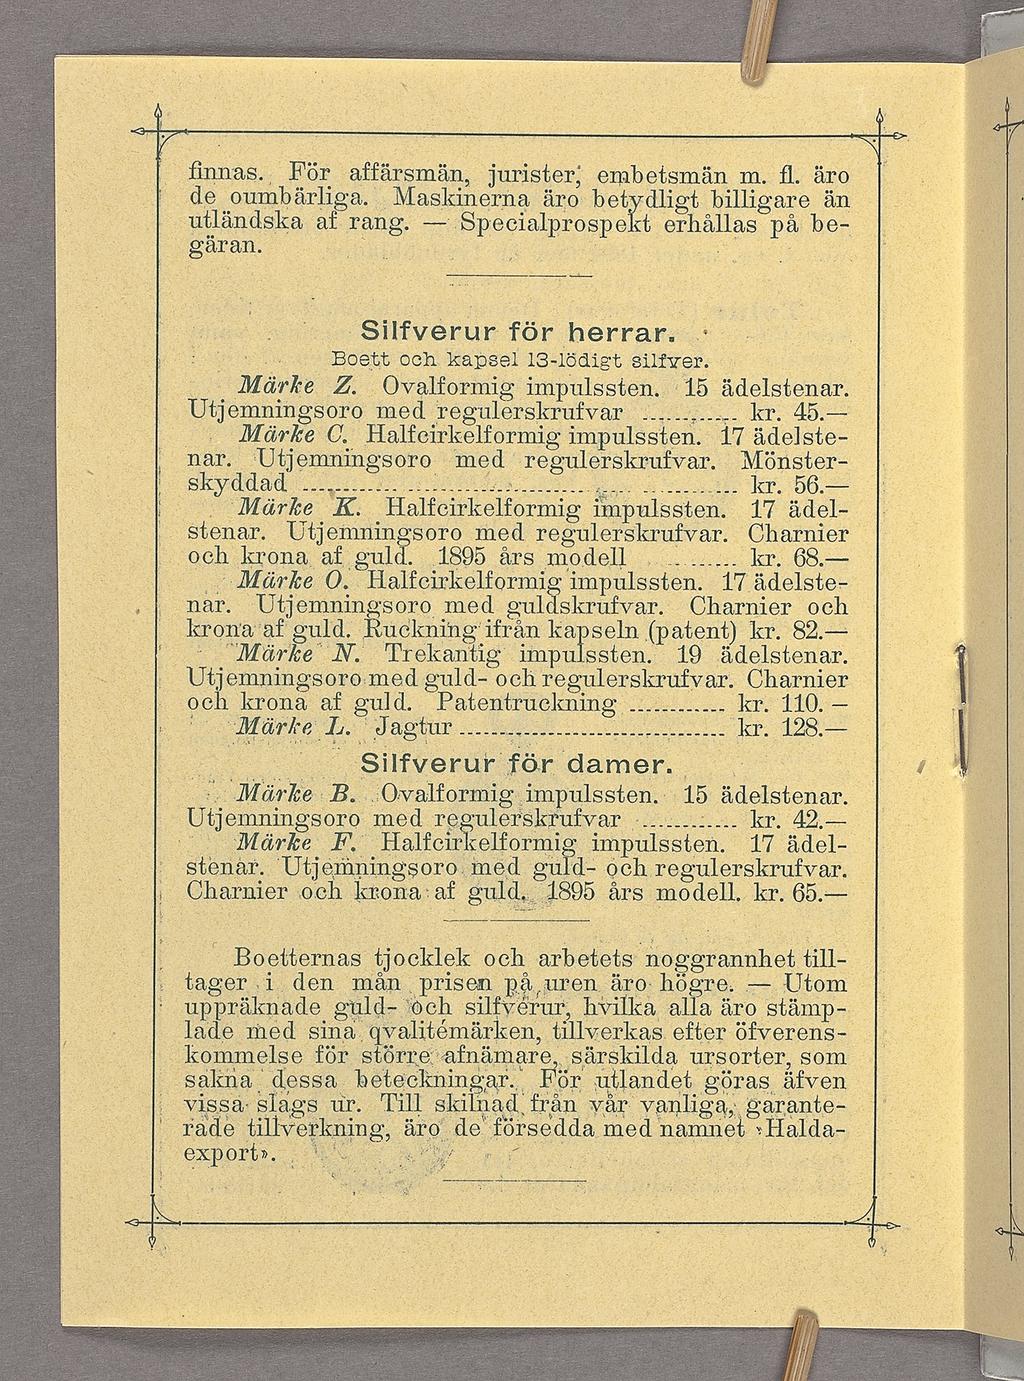 finnas. För affärsmän, jurister, embetsmän m. fl. äro
de oumbärliga. Maskinerna äro betydligt billigare än
utländska af rang. — Specialprospekt erhållas på be-
gäran.
Silfverur för herrar.
Boett och kapsel 13-lödigt silfver.
Märke Z. Ovalformig impulssten. 15 ädelstenar.
Utjemningsoro med regulerskrufvar ............ kr. 45.—
Märke C. Halfcirkelformig impulssten. 17 ädelste-
nar. Utjemningsoro med regulerskrufvar. Mönster-
skyddad ............................................................ kr. 56.—
Märke K. Halfcirkelformig impulssten. 17 ädel-
stenar. Utjemningsoro med regulerskrufvar. Charnier
och krona af guld. 1895 års modell ............ kr. 68.—
Märke O. Halfcirkelformig impulssten. 17 ädelste-
nar. Utjemningsoro med guldskrufvar. Charnier och
krona af guld. Ruckning ifrån kapseln (patent) kr. 82.—
Märke N. Trekantig impulssten. 19 ädelstenar.
Utjemningsoro med guld- och regulerskrufvar. Charnier
och krona af guld. Patentruckning ............ kr. 110. —
Märke L. Jagtur ................................... kr. 128.—
Silfverur för damer.
Märke B. Ovalformig impulssten. 15 ädelstenar.
Utjemningsoro med regulerskrufvar ............ kr. 42.—
Märke F. Halfcirkelformig impulssten. 17 ädel-
stenar. Utjemningsoro med guld- och regulerskrufvar.
Charnier och krona af guld. 1895 års modell. kr. 65.—
Boetternas tjocklek och arbetets noggrannhet till-
tager i den mån prisen på uren äro högre. — Utom
uppräknade guld- och silfverur, hvilka alla äro stämp-
lade med sina qvalitémärken, tillverkas efter öfverens-
kommelse för större afnämare, särskilda ursorter, som
sakna dessa beteckningar. För utlandet göras äfven
vissa slags ur. Till skilnad från vår vanliga, garante-
rade tillverkning, äro de försedda med namnet »Halda-
export».